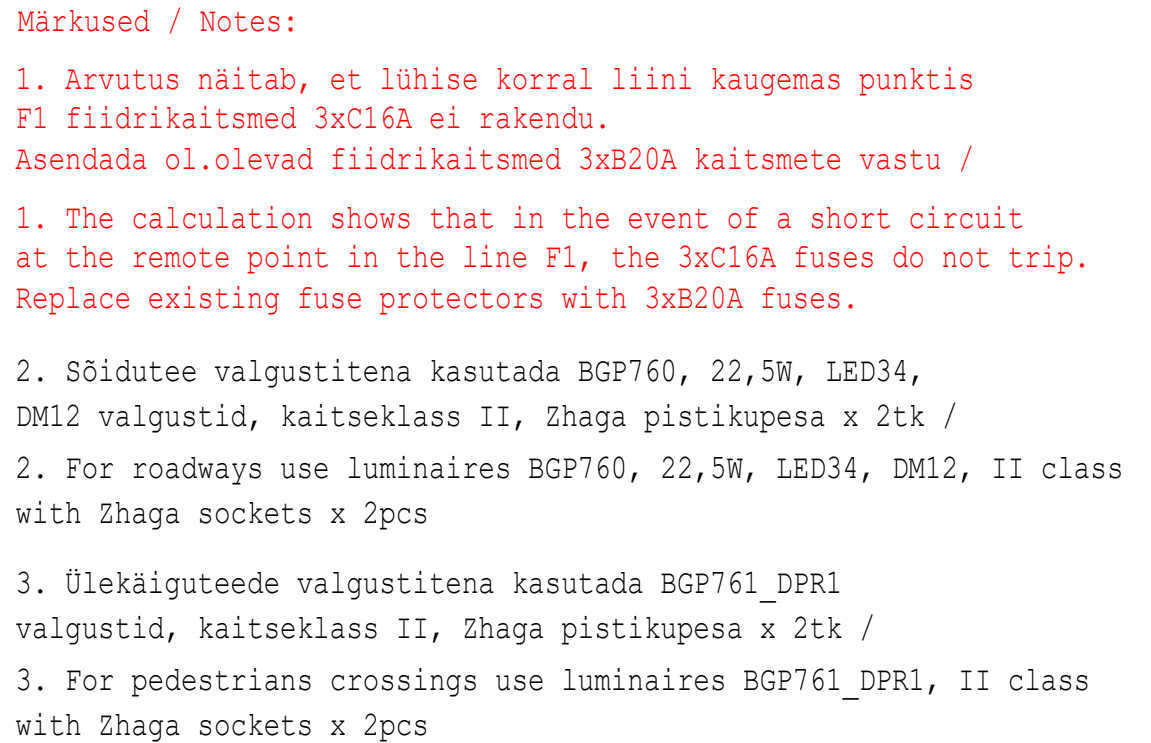 Märkused / Notes:
1. Arvutus näitab, et lühise korral liini kaugemas punktis
F1 fiidrikaitsmed 3xC16A ei rakendu.
Asendada ol.olevad fiidrikaitsmed 3xB20A kaitsmete vastu /
1. The calculation shows that in the event of a short circuit
at the remote point in the line F1, the 3xC16A fuses do not trip.
Replace existing fuse protectors with 3xB20A fuses.
2. Sõidutee valgustitena kasutada BGP760, 22,5W, LED34,
DM12 valgustid, kaitseklass II, Zhaga pistikupesa x 2tk /
2. For roadways use luminaires BGP760, 22,5W, LED34, DM12, II class
with Zhaga sockets x 2pcs
3. Ülekäiguteede valgustitena kasutada BGP761_DPR1
valgustid, kaitseklass II, Zhaga pistikupesa x 2tk /
3. For pedestrians crossings use luminaires BGP761_DPR1, II class
with Zhaga sockets x 2pcs